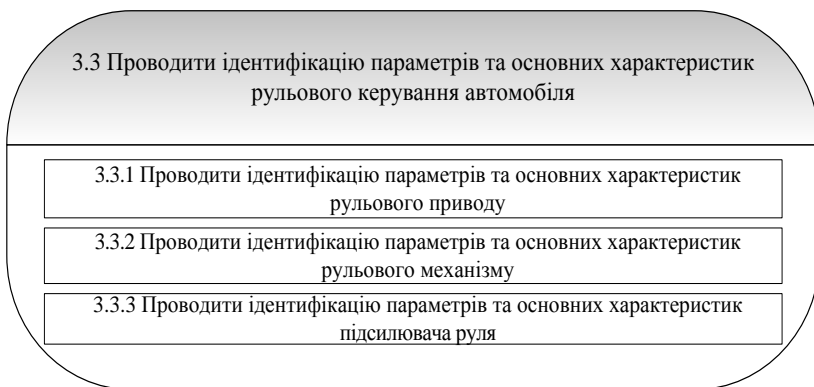 3.3 Проводити ідентифікацію параметрів та основних характеристик
рульового керування автомобіля
3.3.1 Проводити ідентифікацію параметрів та основних характеристик
рульового приводу
3.3.2 Проводити ідентифікацію параметрів та основних характеристик
рульового механізму
3.3.3 Проводити ідентифікацію параметрів та основних характеристик
підсилювача руля